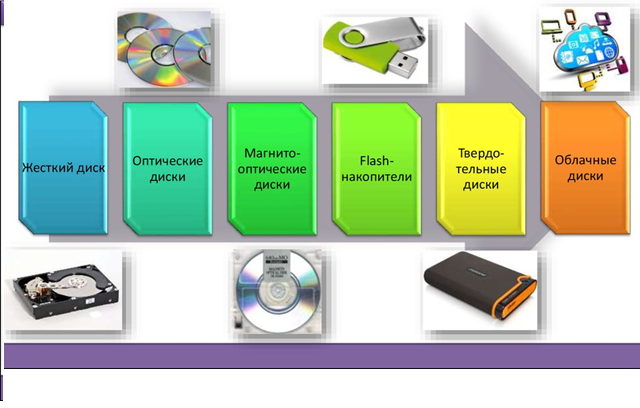 Жесткий диск
Оптические
диски
Магнито-
оптические
диски
Flash-
накопители
Твердо-
тельные
диски
Облачные
диски